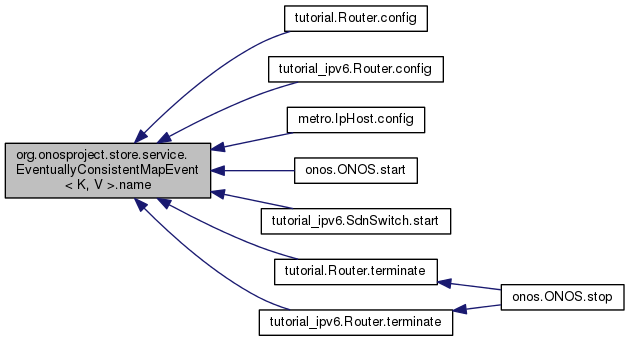 tutorial.Router.config
tutorial_ipv6.Router.config
metro.IpHost.config
org.onosproject.store.service.
EventuallyConsistentMapEvent
< K, V >.name
onos.ONOS.start
tutorial_ipv6.SdnSwitch.start
tutorial.Router.terminate
onos.ONOS.stop
tutorial_ipv6.Router.terminate